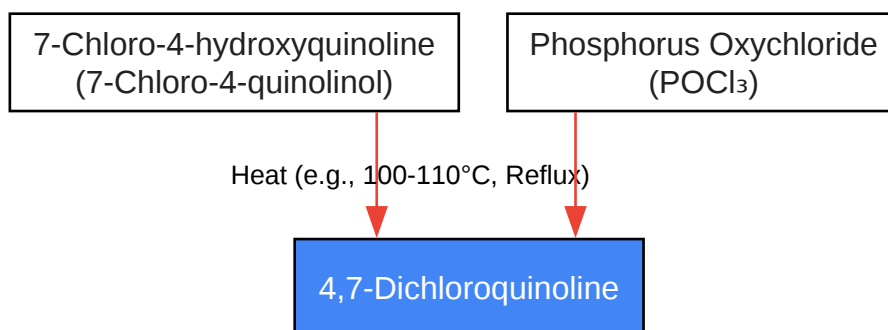 7-Chloro-4-hydroxyquinoline
(7-Chloro-4-quinolinol)
Phosphorus Oxychloride
(POCl₃)
Heat (e.g., 100-110°C, Reflux)
4,7-Dichloroquinoline